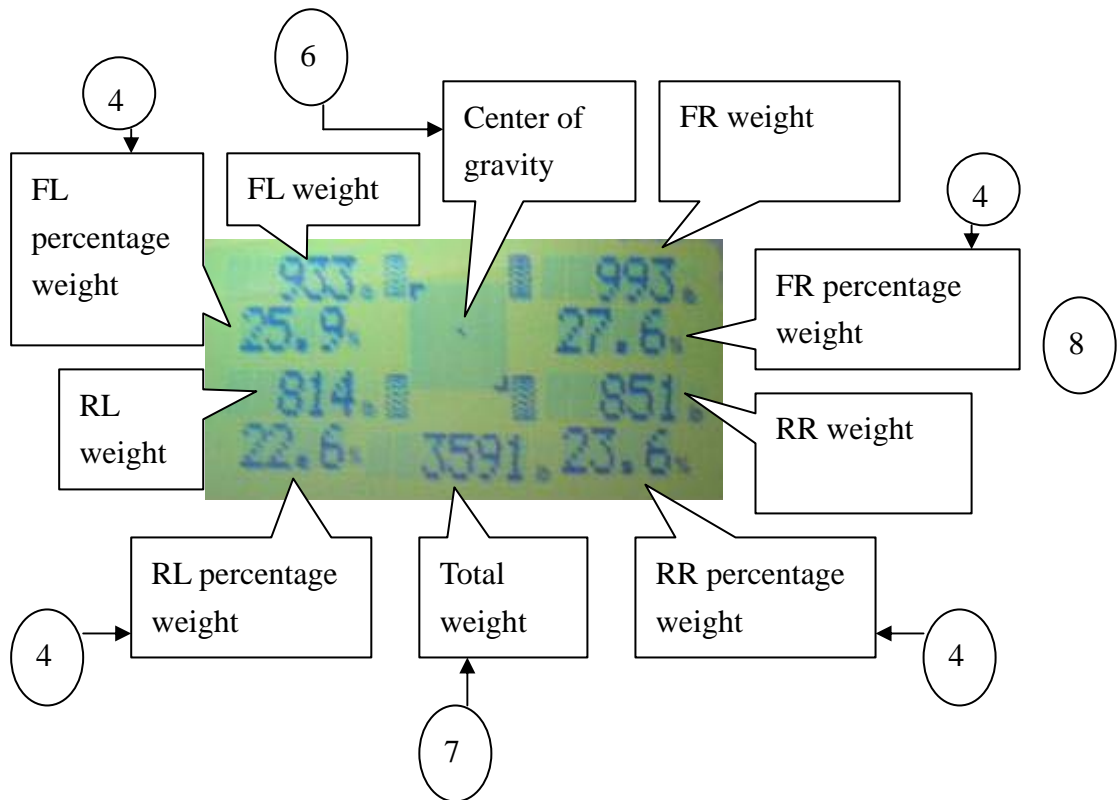 6
4
Center of
gravity
FR weight
FL
percentage
weight
FL weight
4
FR percentage
weight
8
933.
993.
25.9%
27.6%
RL
weight
814.
851.
RR weight
22.6%
3591.
23.6%
RL percentage
weight
Total
weight
RR percentage
weight
4
4
7